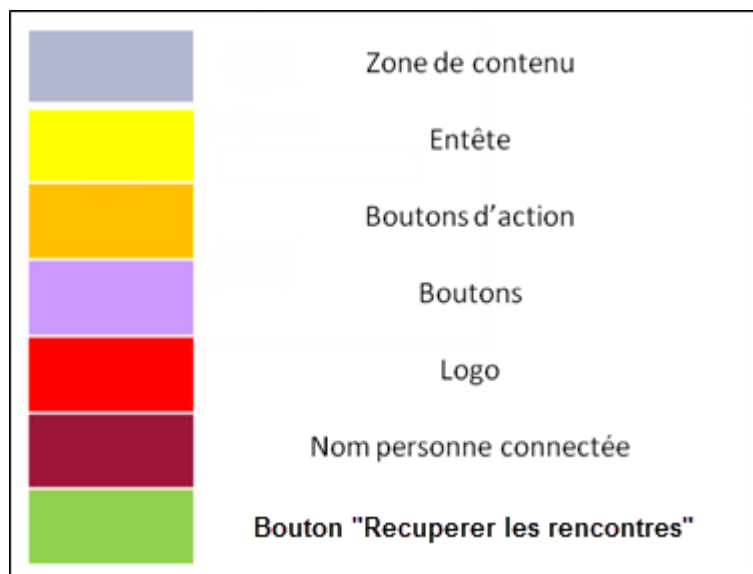 Zone de contenu
Entête
Boutons d'action
Boutons
Logo
Nom personne connectée
Bouton "Recuperer les rencontres"